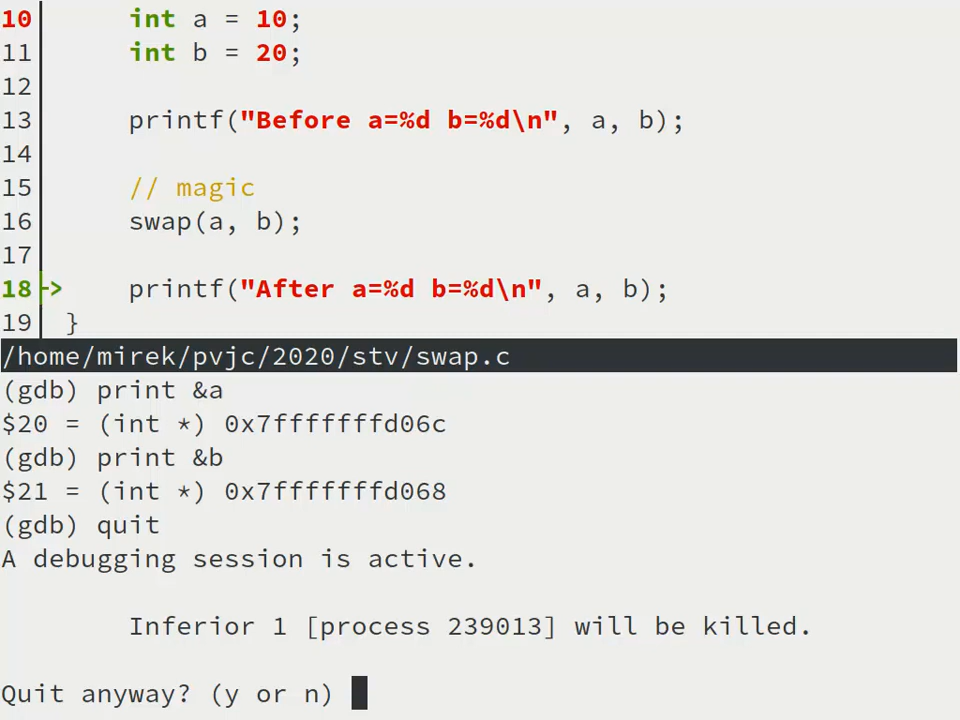 10 int a = 10;
11 int b = 20;
12
13 printf("Before a=%d b=%d\n", a, b);
14
15 // magic
16 swap(a, b);
17
18 -> printf("After a=%d b=%d\n", a, b);
19 }
/home/mirek/pvjc/2020/stv/swap.c
(gdb) print &a
$20 = (int *) 0x7fffffffd06c
(gdb) print &b
$21 = (int *) 0x7fffffffd068
(gdb) quit
A debugging session is active.
Inferior 1 [process 239013] will be killed.
Quit anyway? (y or n)